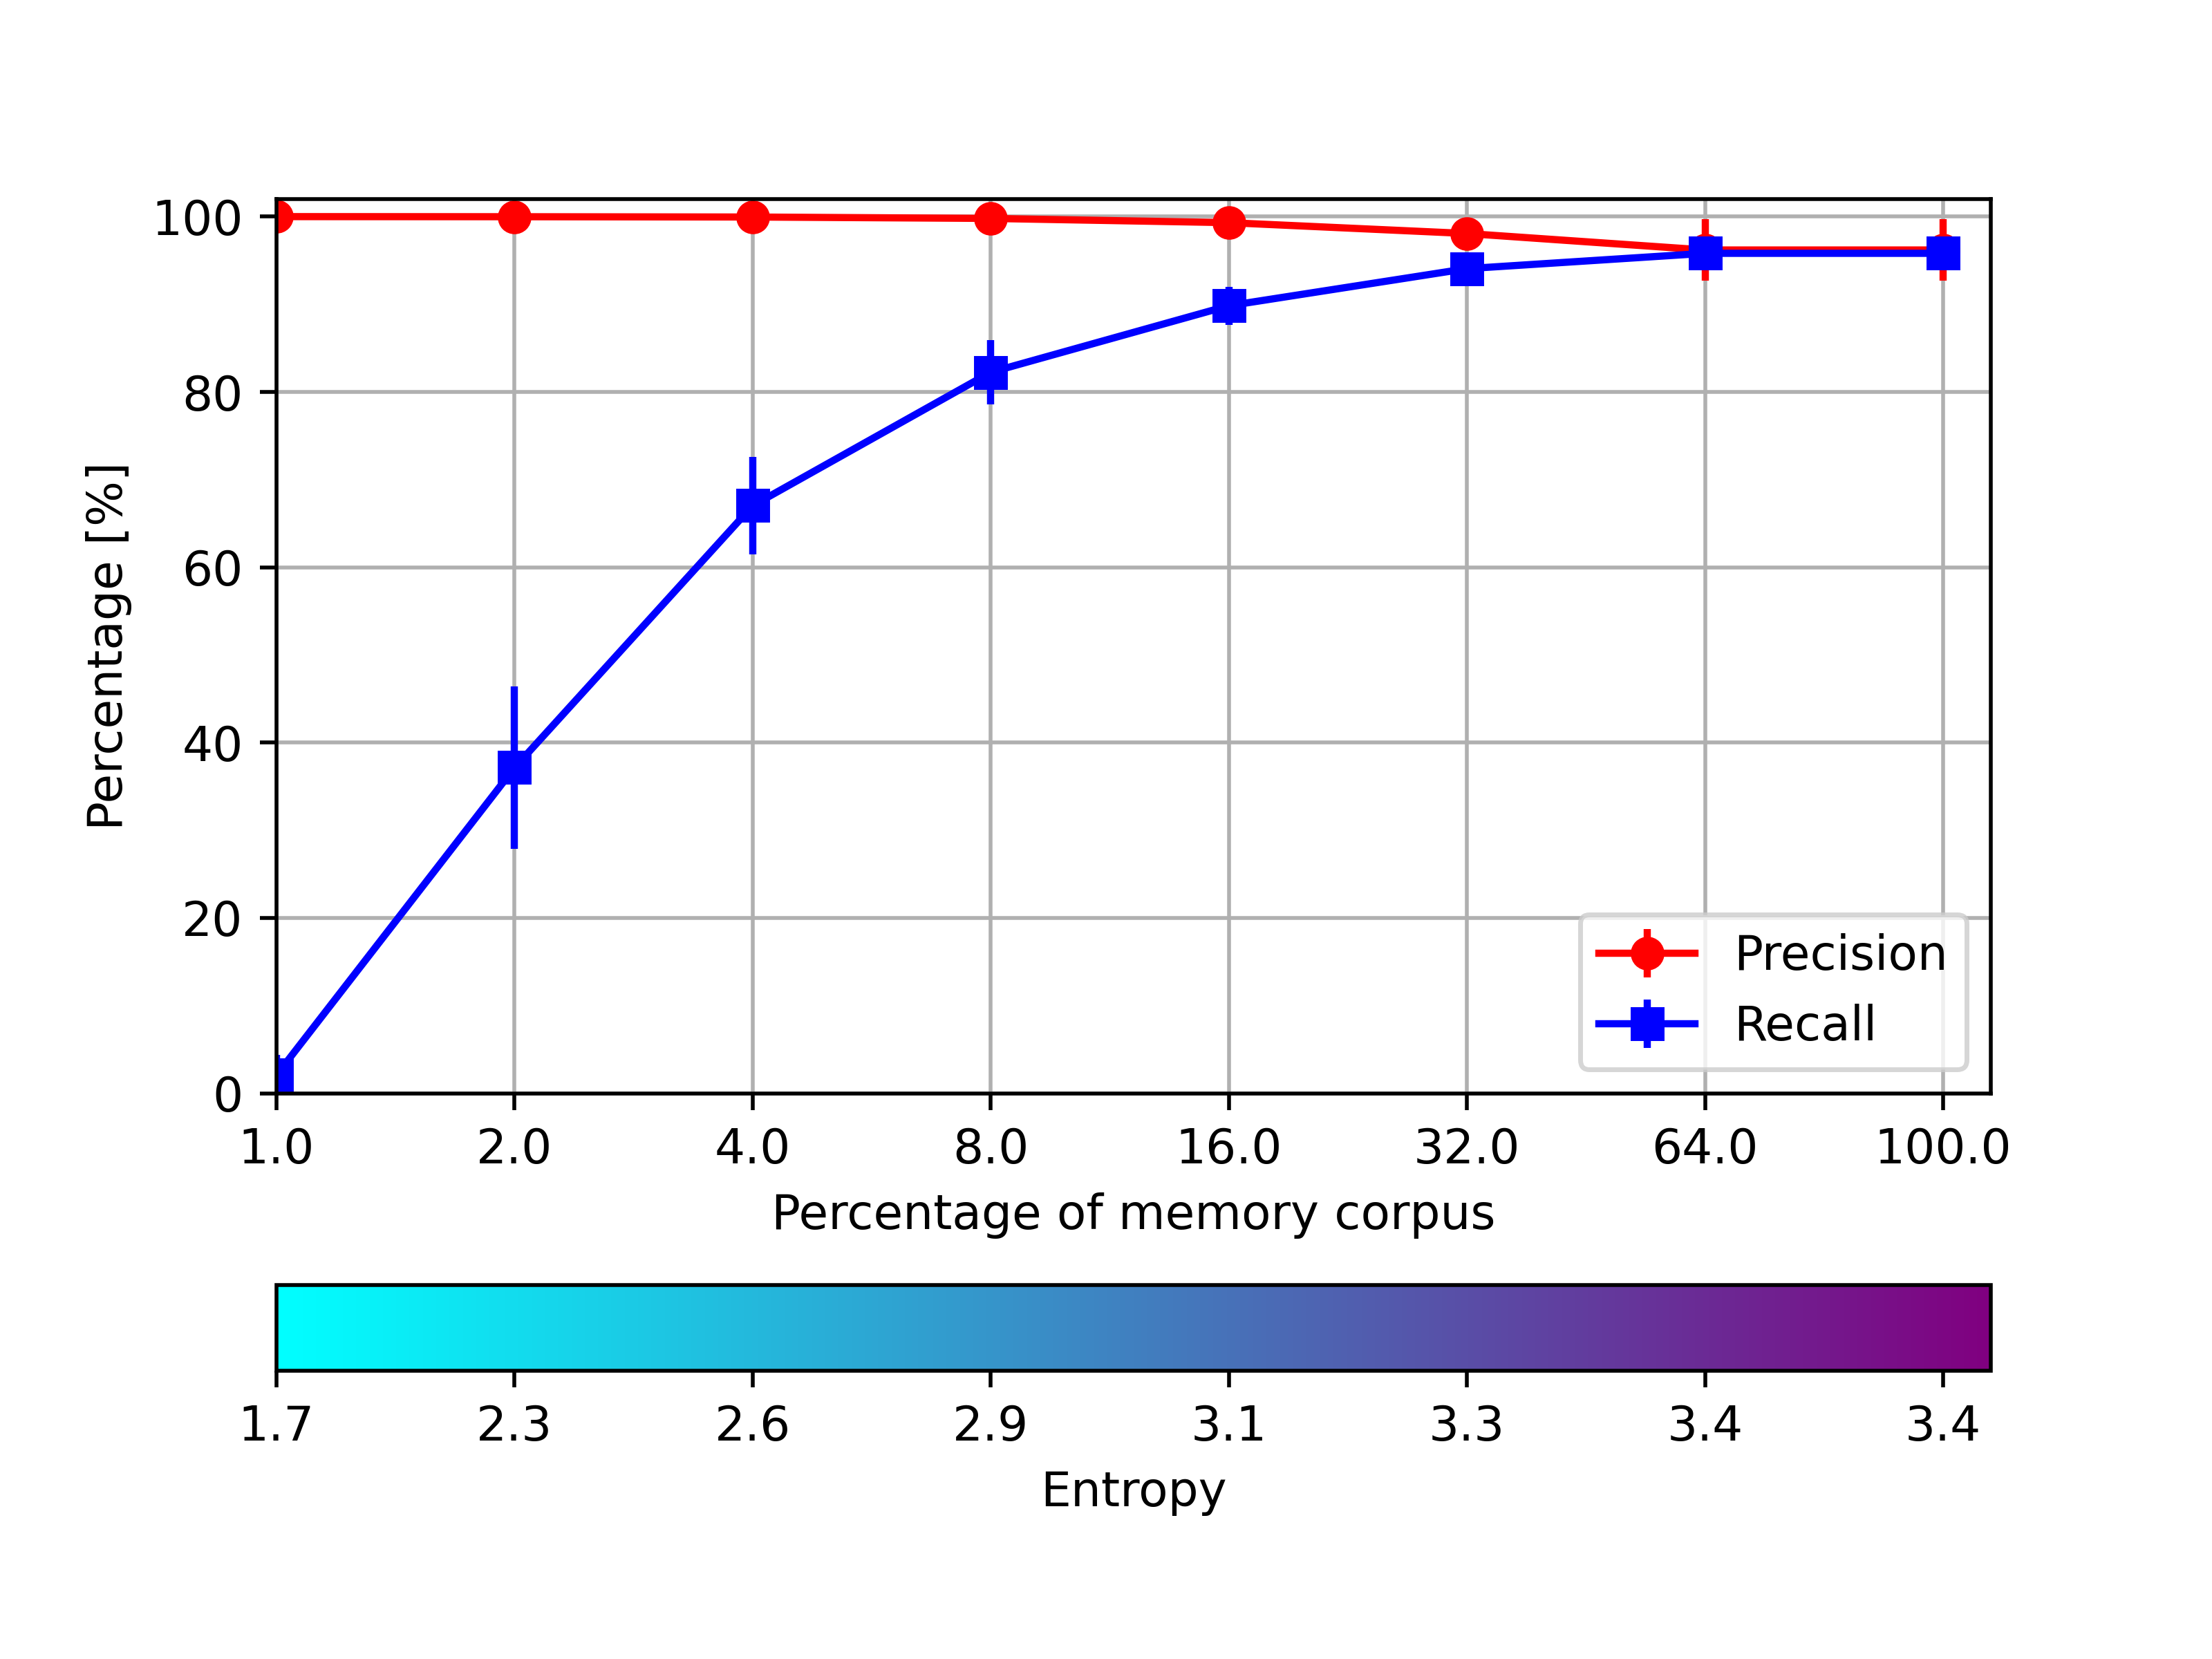 100
80
60
40
20
0
Percentage [%]
Precision
Recall
1.0 2.0 4.0 8.0 16.0 32.0 64.0 100.0
Percentage of memory corpus
1.7 2.3 2.6 2.9 3.1 3.3 3.4 3.4
Entropy